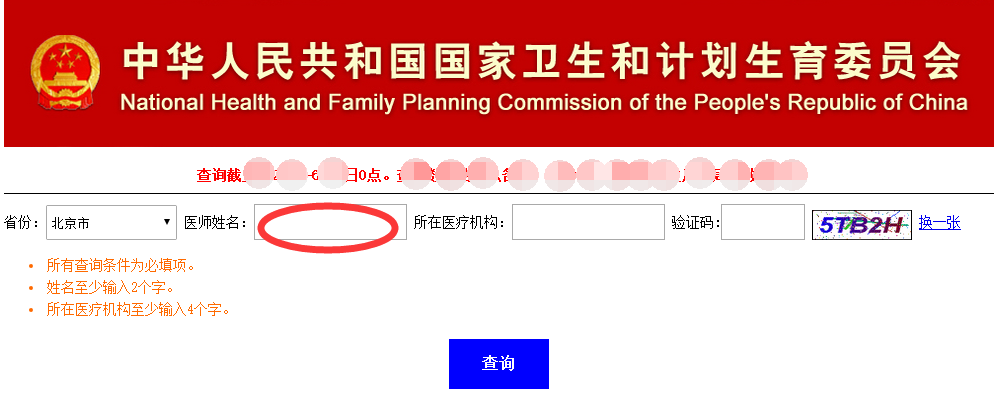 中华人民共和国国家卫生和计划生育委员会
National Health and Family Planning Commission of the People's Republic of China
查询截 日0点。
省份: 北京市 医师姓名: 所在医疗机构: 验证码: 5TB2H 换一张
所有查询条件为必填项。
姓名至少输入2个字。
所在医疗机构至少输入4个字。
查询